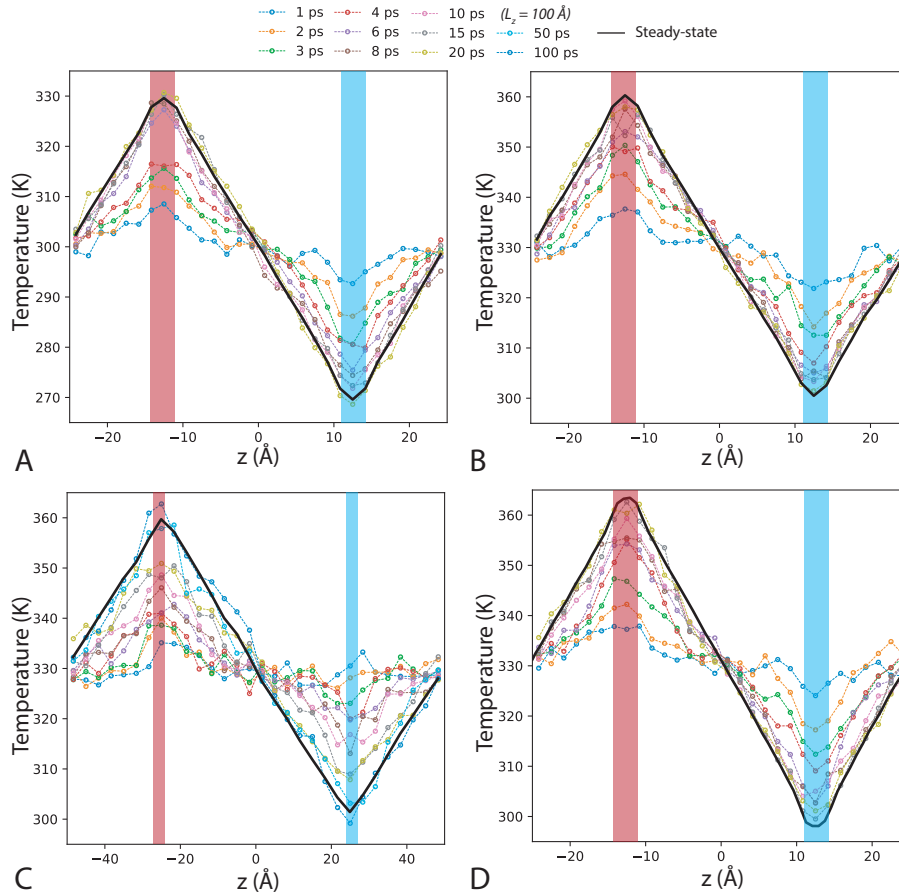 1 ps 4 ps 10 ps (L_z = 100 Å)
2 ps 6 ps 15 ps 50 ps Steady-state
3 ps 8 ps 20 ps 100 ps
330
320
310
300
290
280
270
Temperature (K)
−20 −10 0 10 20
z (Å)
A
360
350
340
330
320
310
300
Temperature (K)
−20 −10 0 10 20
z (Å)
B
360
350
340
330
320
310
300
Temperature (K)
−40 −20 0 20 40
z (Å)
C
360
350
340
330
320
310
300
Temperature (K)
−20 −10 0 10 20
z (Å)
D